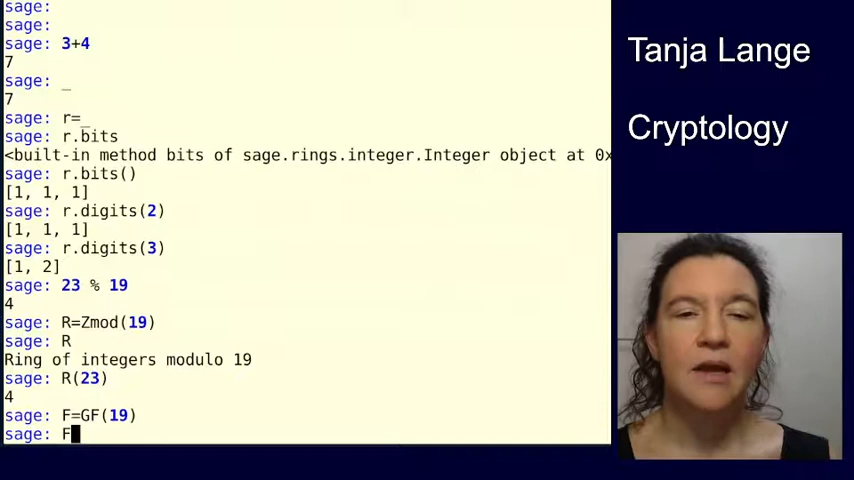 sage:
sage:
sage: 3+4
7
sage: _
7
sage: r=_
sage: r.bits
<built-in method bits of sage.rings.integer.Integer object at 0x
sage: r.bits()
[1, 1, 1]
sage: r.digits(2)
[1, 1, 1]
sage: r.digits(3)
[1, 2]
sage: 23 % 19
4
sage: R=Zmod(19)
sage: R
Ring of integers modulo 19
sage: R(23)
4
sage: F=GF(19)
sage: F
Tanja Lange
Cryptology